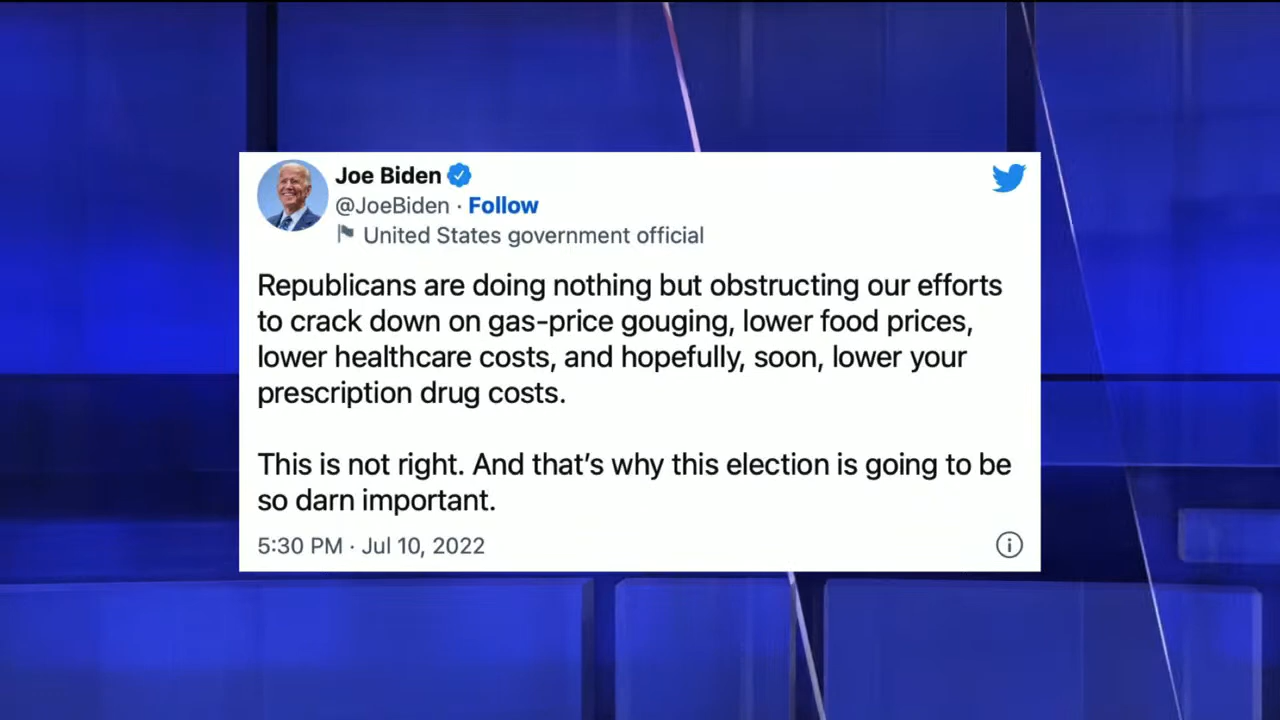 Joe Biden
@JoeBiden · Follow
United States government official
Republicans are doing nothing but obstructing our efforts
to crack down on gas-price gouging, lower food prices,
lower healthcare costs, and hopefully, soon, lower your
prescription drug costs.
This is not right. And that’s why this election is going to be
so darn important.
5:30 PM · Jul 10, 2022